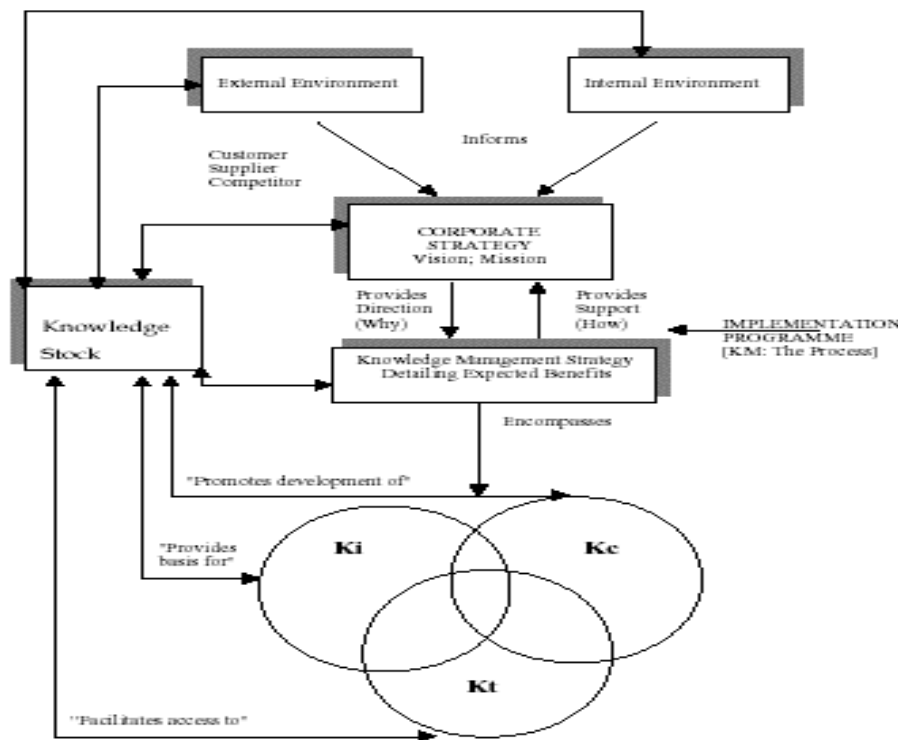 External Environment
Internal Environment
Informs
Customer
Supplier
Competitor
CORPORATE
STRATEGY
Vision; Mission
Provides
Direction
(Why)
Provides
Support
(How)
Knowledge
Stock
IMPLEMENTATION
PROGRAMME
[KM: The Process]
Knowledge Management Strategy
Detailing Expected Benefits
Encompasses
"Promotes development of"
"Provides
basis for"
Ki
Kc
Kt
"Facilitates access to"